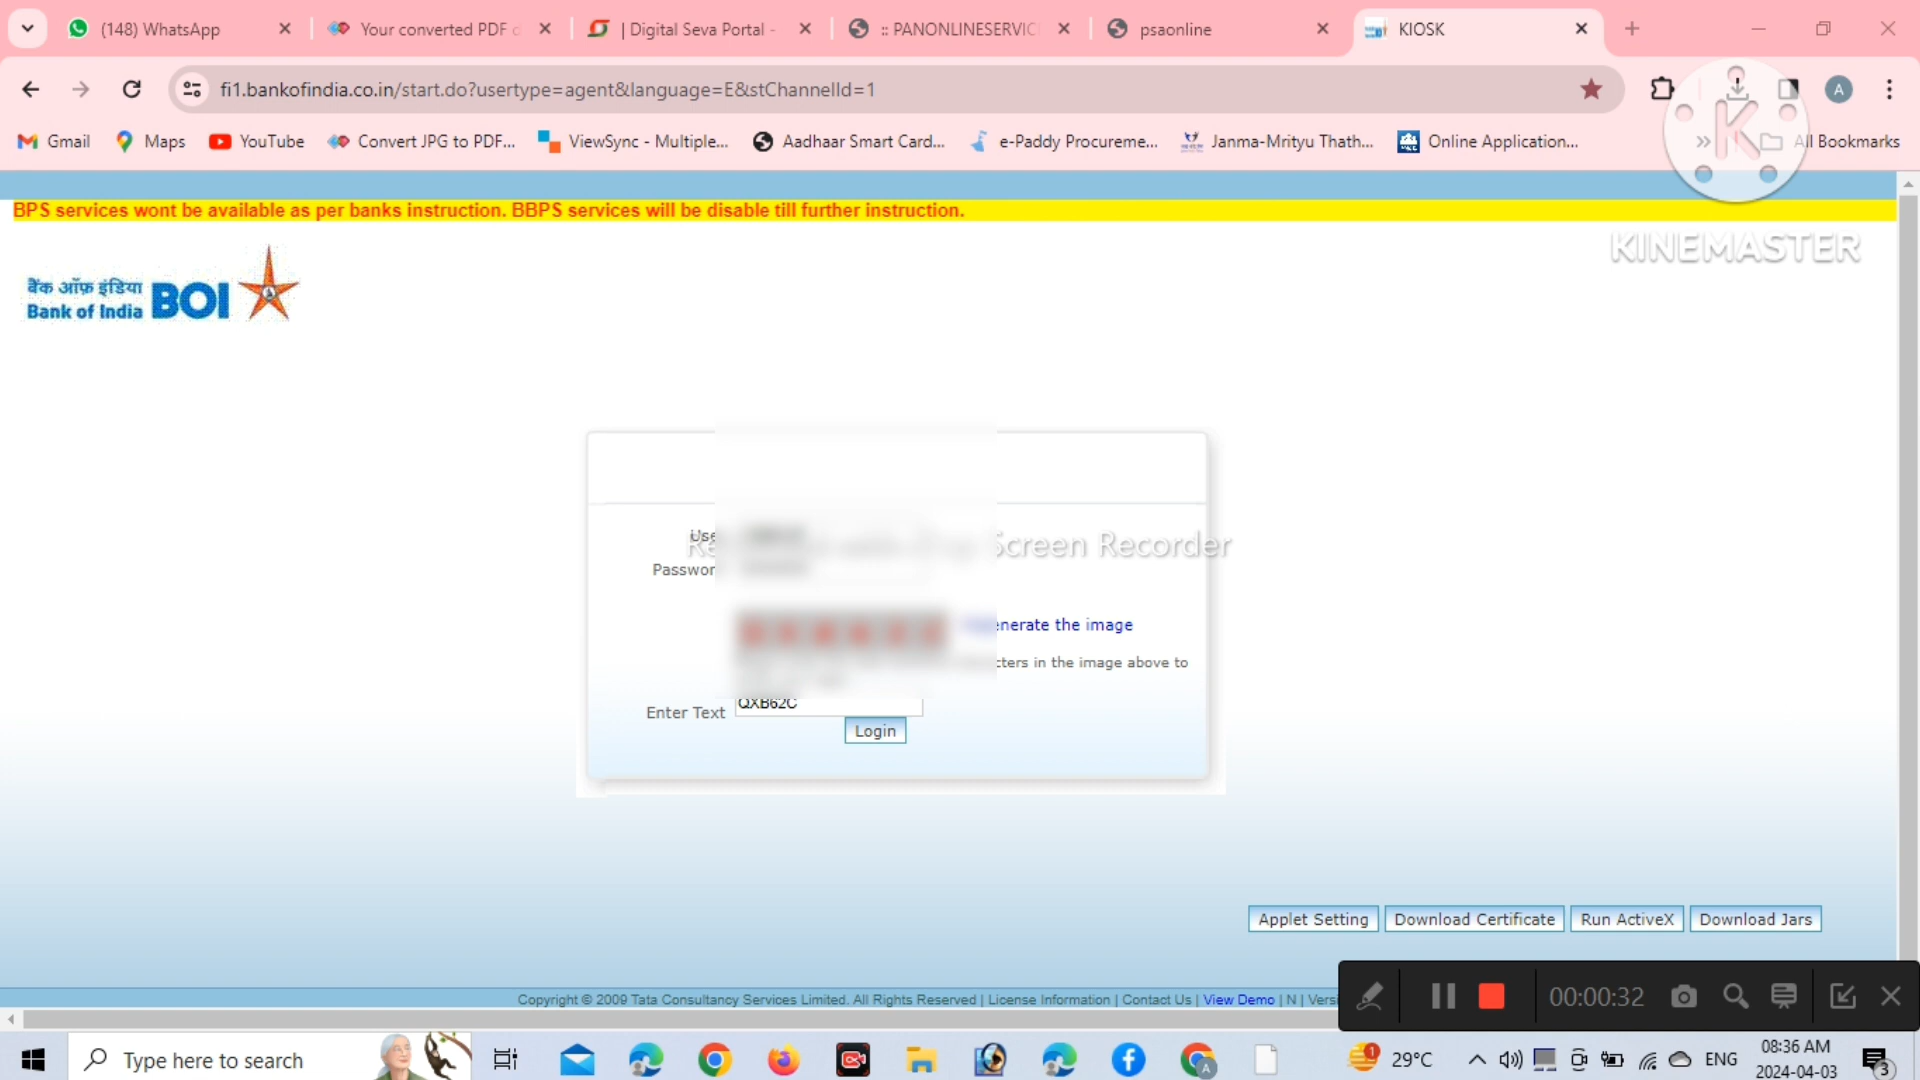 (148) WhatsApp
Your converted PDF
| Digital Seva Portal -
:: PANONLINESERVIC
psaonline
KIOSK
fi1.bankofindia.co.in/start.do?usertype=agent&language=E&stChannelId=1
A
Gmail
Maps
YouTube
Convert JPG to PDF...
ViewSync - Multiple...
Aadhaar Smart Card...
e-Paddy Procureme...
Janma-Mrityu Thath...
Online Application...
All Bookmarks
K
KINEMASTER
BPS services wont be available as per banks instruction. BBPS services will be disable till further instruction.
बैंक ऑफ़ इंडिया
Bank of India
BOI
Screen Recorder
enerate the image
in the image above to
Enter Text
QXB62C
Login
Applet Setting
Download Certificate
Run ActiveX
Download Jars
Copyright © 2009 Tata Consultancy Services Limited. All Rights Reserved | License Information | Contact Us | View Demo | N |
00:00:32
Type here to search
29°C
ENG
08:36 AM
2024-04-03
3